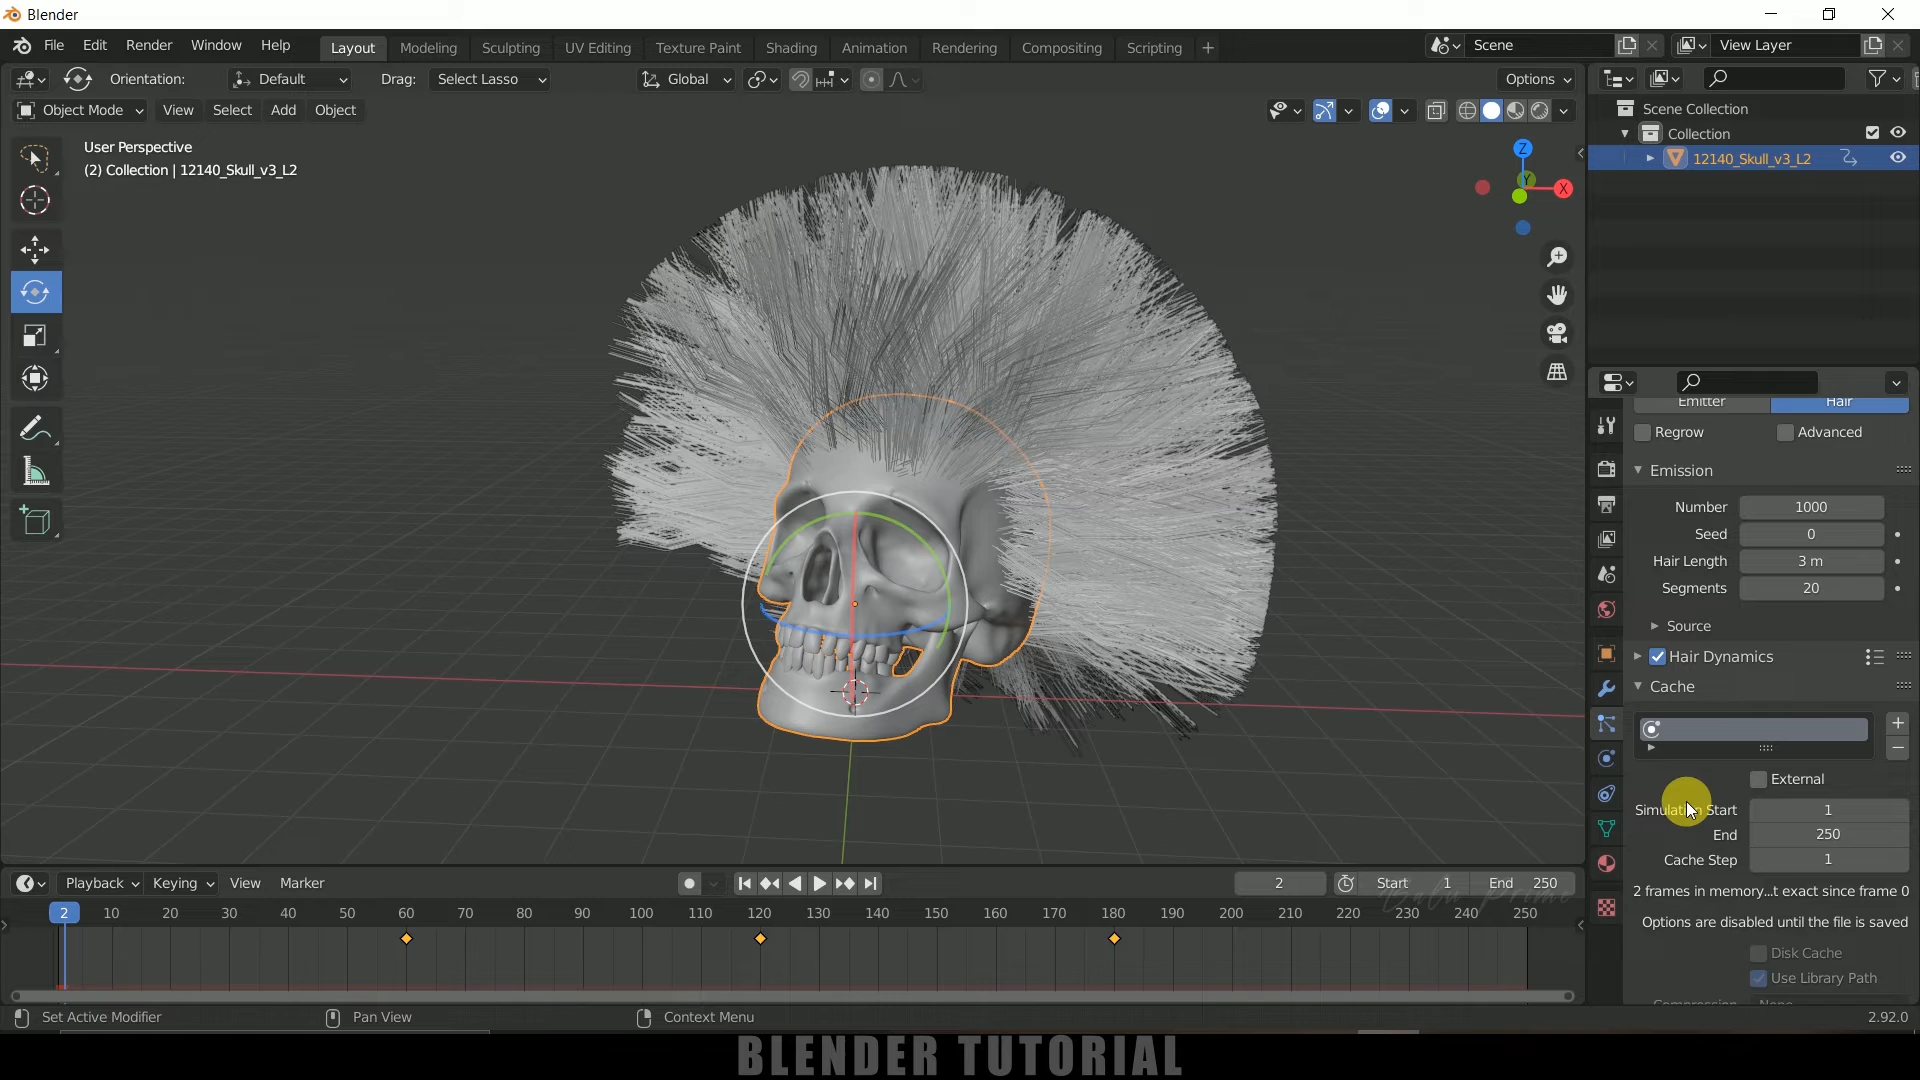 Blender
File Edit Render Window Help Layout Modeling Sculpting UV Editing Texture Paint Shading Animation Rendering Compositing Scripting + Scene View Layer
Orientation: Default Drag: Select Lasso Global Options
Object Mode View Select Add Object
User Perspective
(2) Collection | 12140_Skull_v3_L2
Z
Y
X
Scene Collection
Collection
12140_Skull_v3_L2
Emitter Hair
Regrow Advanced
Emission
Number 1000
Seed 0
Hair Length 3 m
Segments 20
Source
Hair Dynamics
Cache
External
Simulation Start 1
End 250
Cache Step 1
2 frames in memory...t exact since frame 0
Options are disabled until the file is saved
Disk Cache
Use Library Path
Compression None
Playback Keying View Marker 2 Start 1 End 250
2 10 20 30 40 50 60 70 80 90 100 110 120 130 140 150 160 170 180 190 200 210 220 230 240 250
Set Active Modifier Pan View Context Menu 2.92.0
BLENDER TUTORIAL